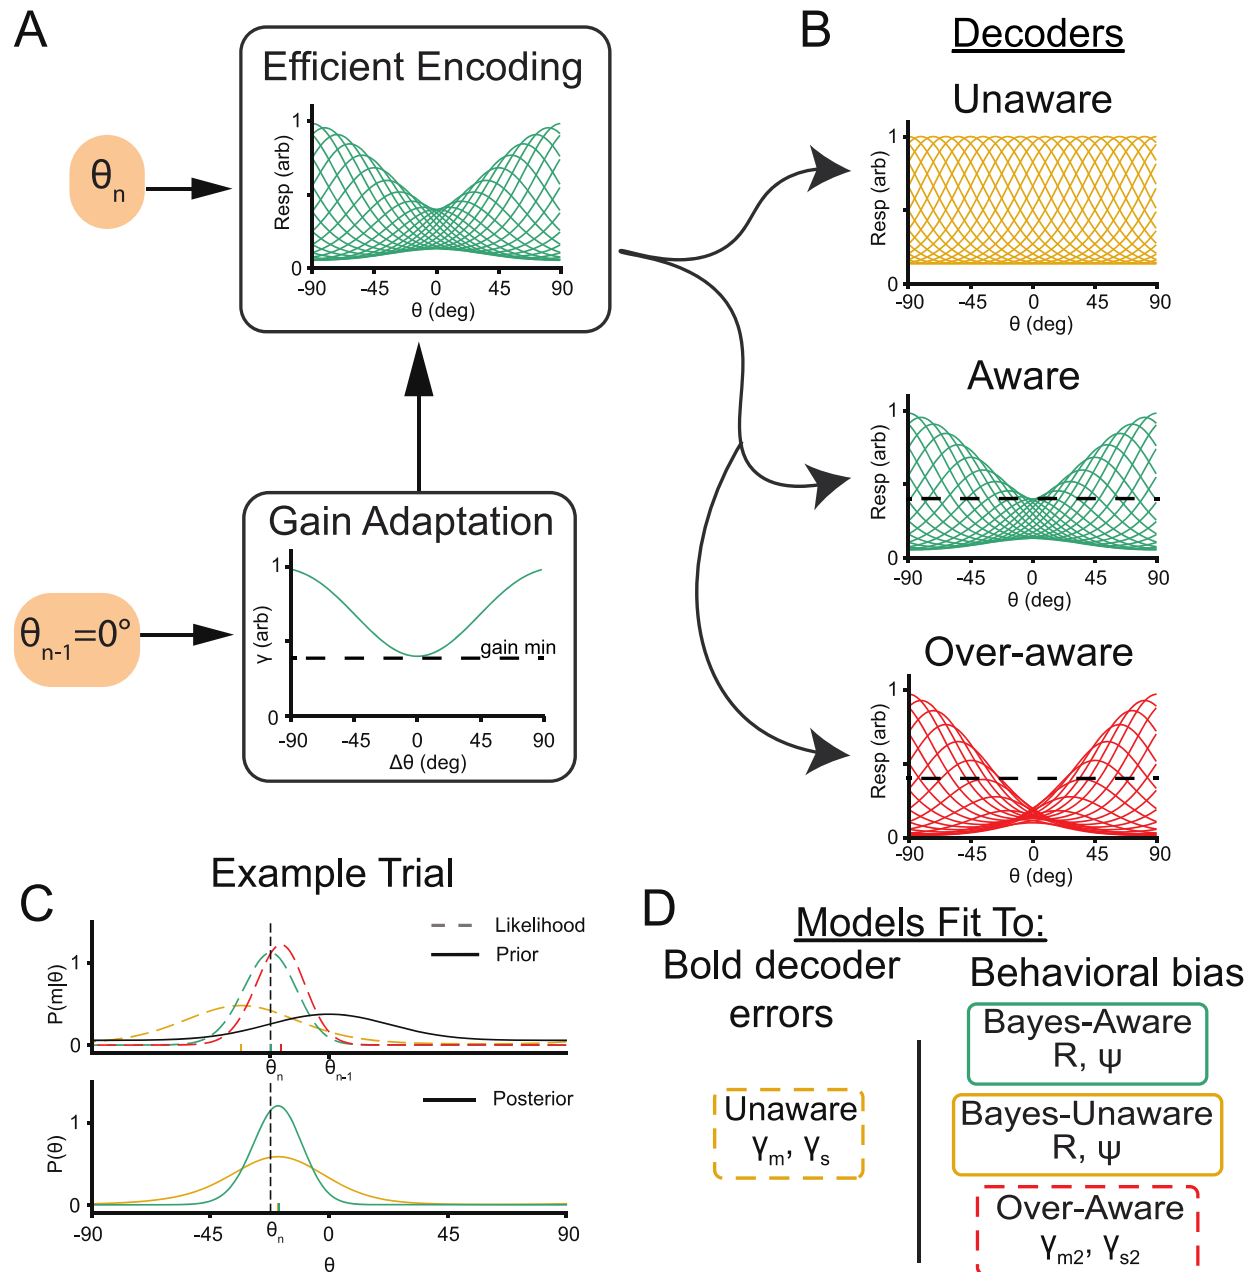 A
Efficient Encoding
Resp (arb)
1
0
-90 -45 0 45 90
θ (deg)
θn
Gain Adaptation
γ (arb)
1
gain min
0
-90 -45 0 45 90
Δθ (deg)
θn-1=0°
B
Decoders
Unaware
Resp (arb)
1
0
-90 -45 0 45 90
θ (deg)
Aware
Resp (arb)
1
0
-90 -45 0 45 90
θ (deg)
Over-aware
Resp (arb)
1
0
-90 -45 0 45 90
θ (deg)
C
Example Trial
Likelihood
Prior
P(m|θ)
1
0
θn θn-1
Posterior
P(θ)
1
0
-90 -45 θn 0 45 90
θ
D
Models Fit To:
Bold decoder
errors
Unaware
γm, γs
Behavioral bias
Bayes-Aware
R, ψ
Bayes-Unaware
R, ψ
Over-Aware
γm2, γs2